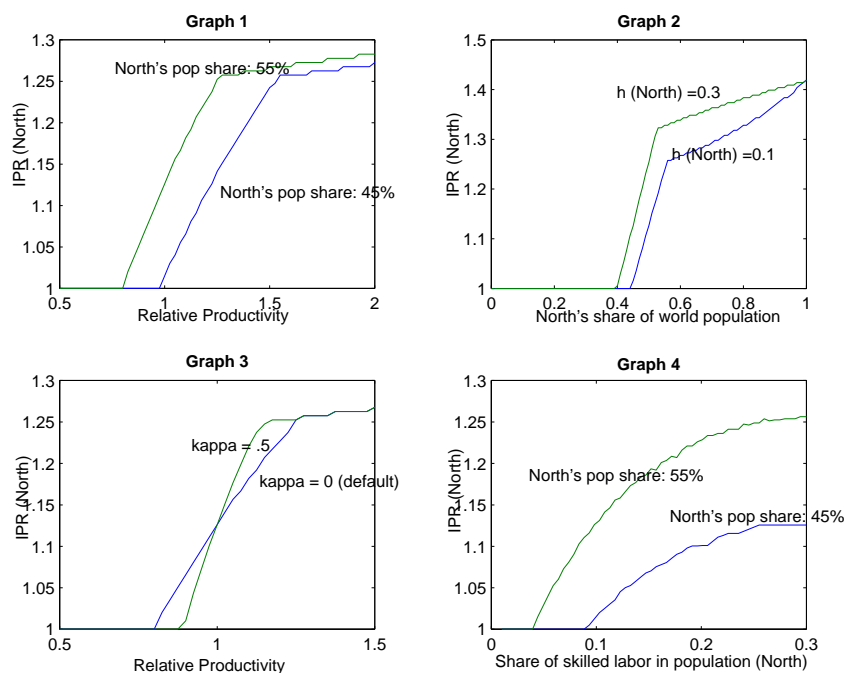 Graph 1
1.3
1.25
1.2
1.15
1.1
1.05
1
IPR (North)
North's pop share: 55%
North's pop share: 45%
0.5
1
1.5
2
Relative Productivity
Graph 2
1.5
1.4
1.3
1.2
1.1
1
IPR (North)
h (North) =0.3
h (North) =0.1
0
0.2
0.4
0.6
0.8
1
North's share of world population
Graph 3
1.3
1.25
1.2
1.15
1.1
1.05
1
IPR (North)
kappa = .5
kappa = 0 (default)
0.5
1
1.5
Relative Productivity
Graph 4
1.3
1.25
1.2
1.15
1.1
1.05
1
IPR (North)
North's pop share: 55%
North's pop share: 45%
0
0.1
0.2
0.3
Share of skilled labor in population (North)